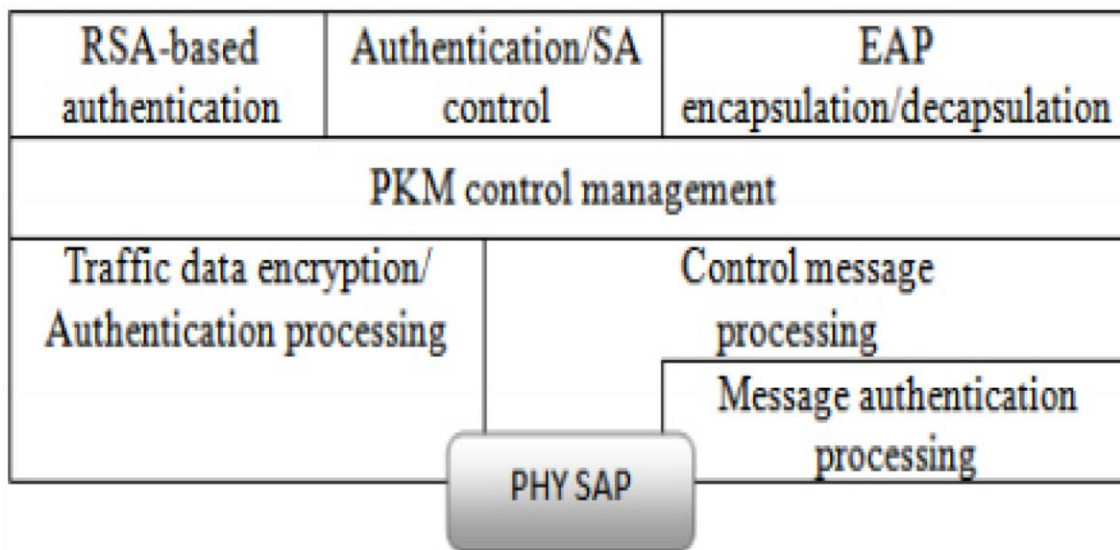 RSA-based
authentication
Authentication/SA
control
EAP
encapsulation/decapsulation
PKM control management
Traffic data encryption/
Authentication processing
Control message
processing
Message authentication
processing
PHY SAP